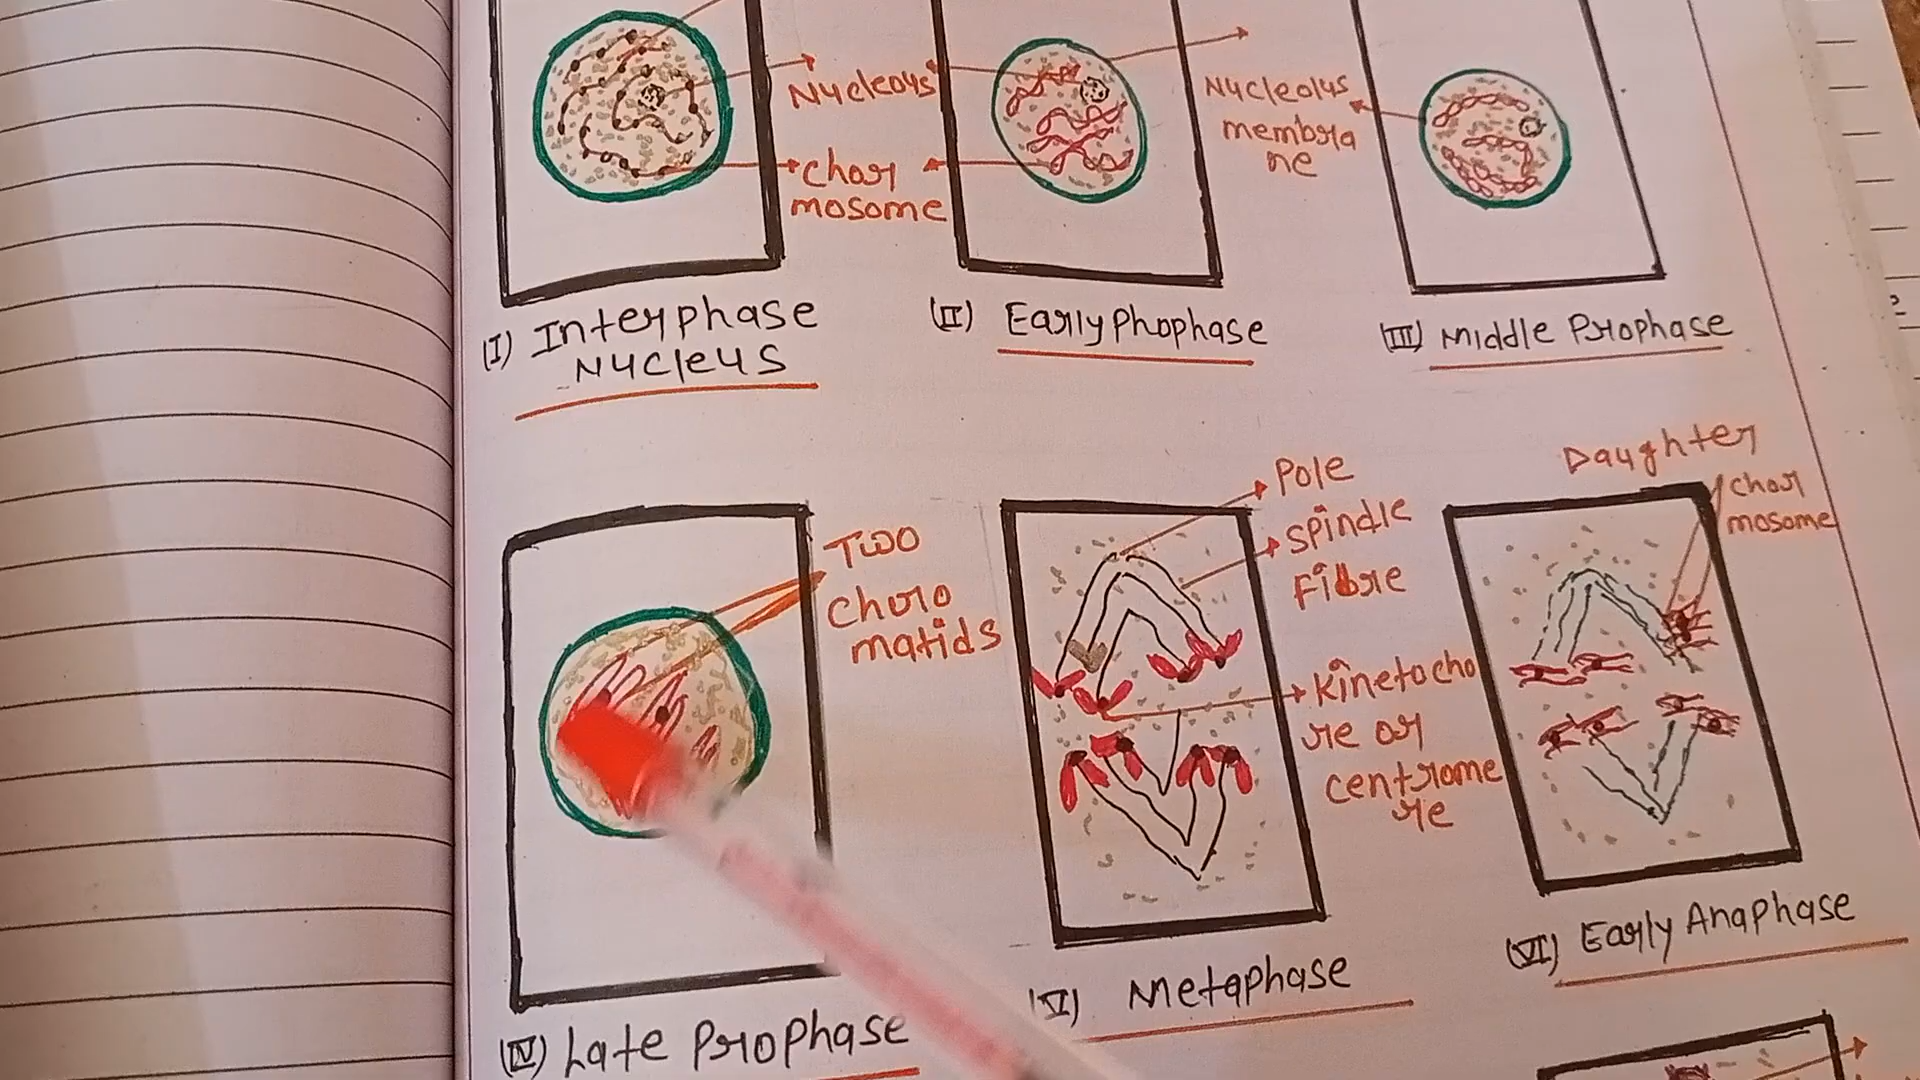 Nucleous
Chor
mosome
Nucleolus
membra
ne
(I) Interphase
Nucleus
(II) Early Phophase
(III) Middle Prophase
Two
Choro
matids
Pole
Spindle
Fibre
Kinetocho
re or
centrome
re
Daughter
Chor
mosome
(IV) Late Prophase
(V) Metaphase
(VI) Early Anaphase